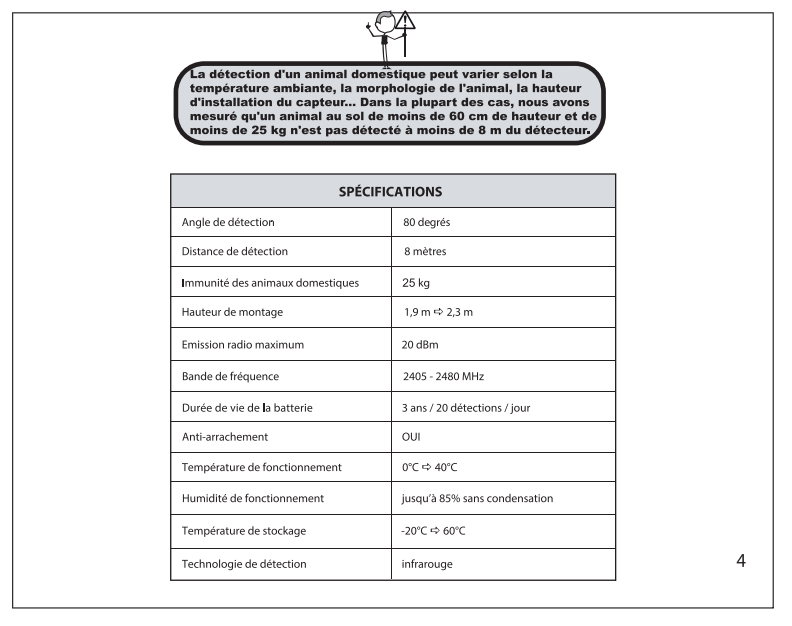 La détection d'un animal domestique peut varier selon la
température ambiante, la morphologie de l'animal, la hauteur
d'installation du capteur... Dans la plupart des cas, nous avons
mesuré qu'un animal au sol de moins de 60 cm de hauteur et de
moins de 25 kg n'est pas détecté à moins de 8 m du détecteur.
SPÉCIFICATIONS
Angle de détection 80 degrés
Distance de détection 8 mètres
Immunité des animaux domestiques 25 kg
Hauteur de montage 1,9 m ⇨ 2,3 m
Emission radio maximum 20 dBm
Bande de fréquence 2405 - 2480 MHz
Durée de vie de la batterie 3 ans / 20 détections / jour
Anti-arrachement OUI
Température de fonctionnement 0°C ⇨ 40°C
Humidité de fonctionnement jusqu'à 85% sans condensation
Température de stockage -20°C ⇨ 60°C
Technologie de détection infrarouge
4